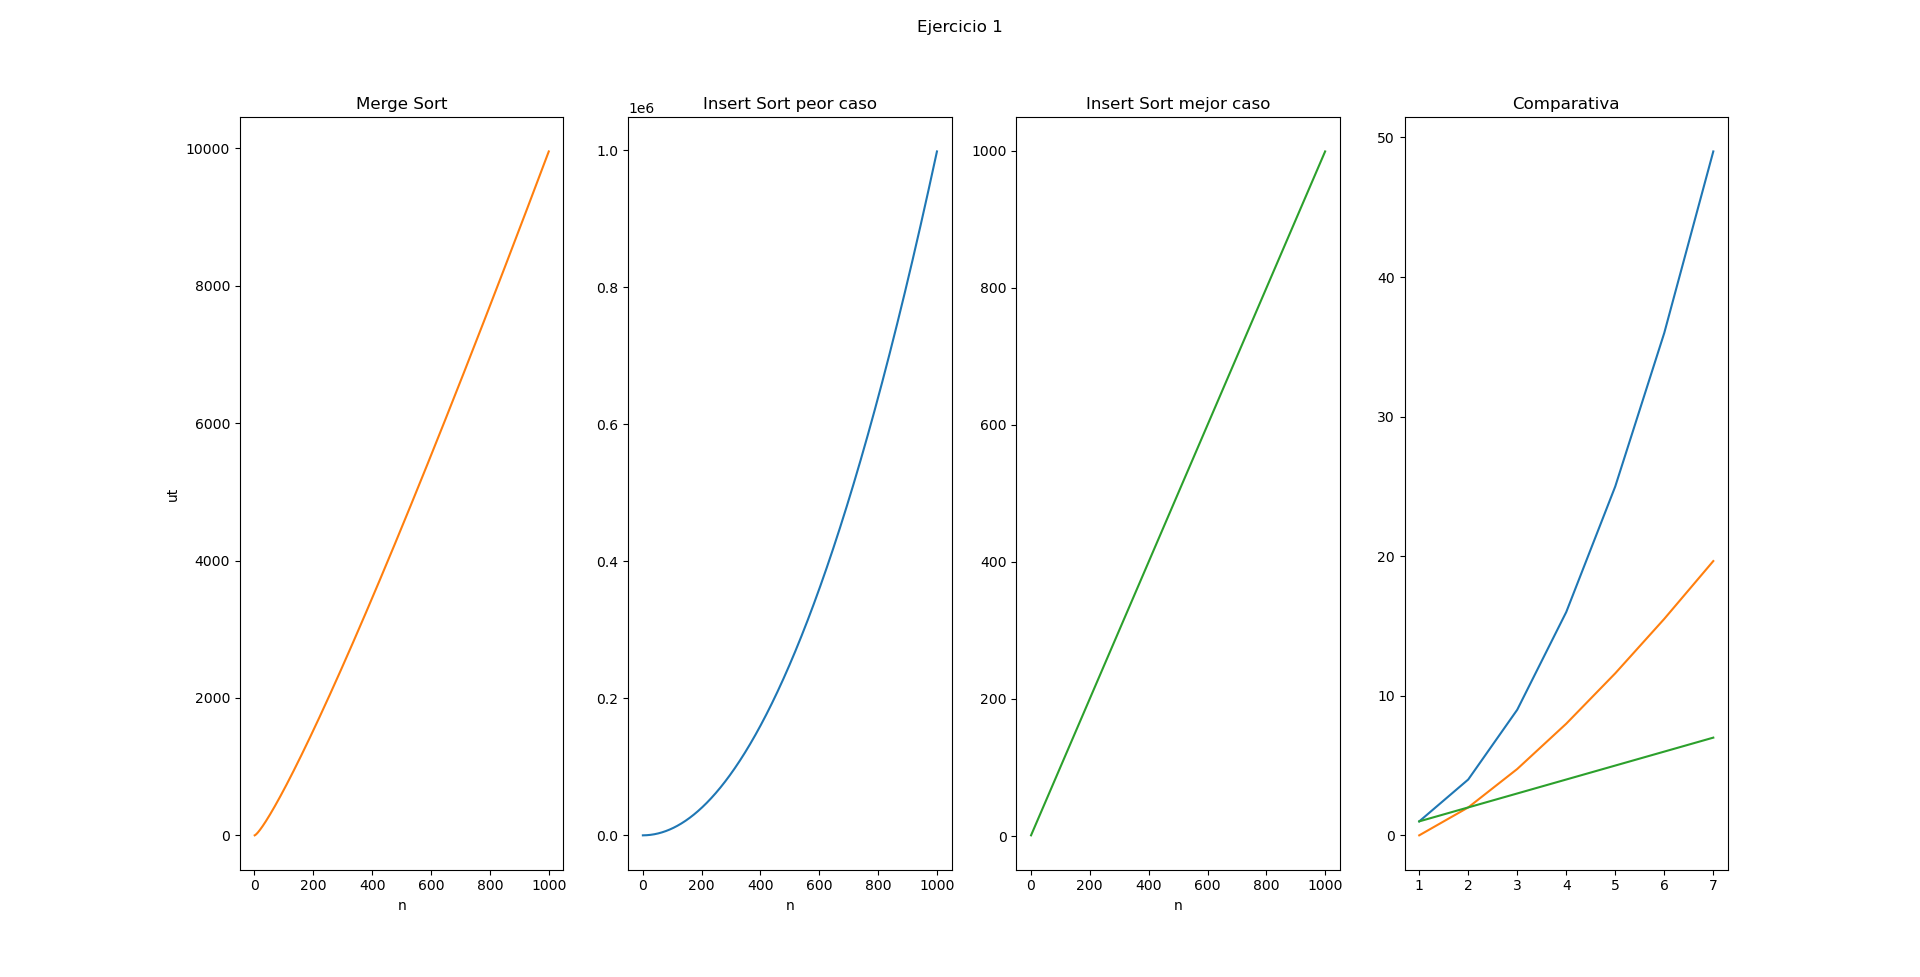 Ejercicio 1
Merge Sort
10000
8000
6000
4000
2000
0
ut
0 200 400 600 800 1000
n
Insert Sort peor caso
1e6
1.0
0.8
0.6
0.4
0.2
0.0
0 200 400 600 800 1000
n
Insert Sort mejor caso
1000
800
600
400
200
0
0 200 400 600 800 1000
n
Comparativa
50
40
30
20
10
0
1 2 3 4 5 6 7